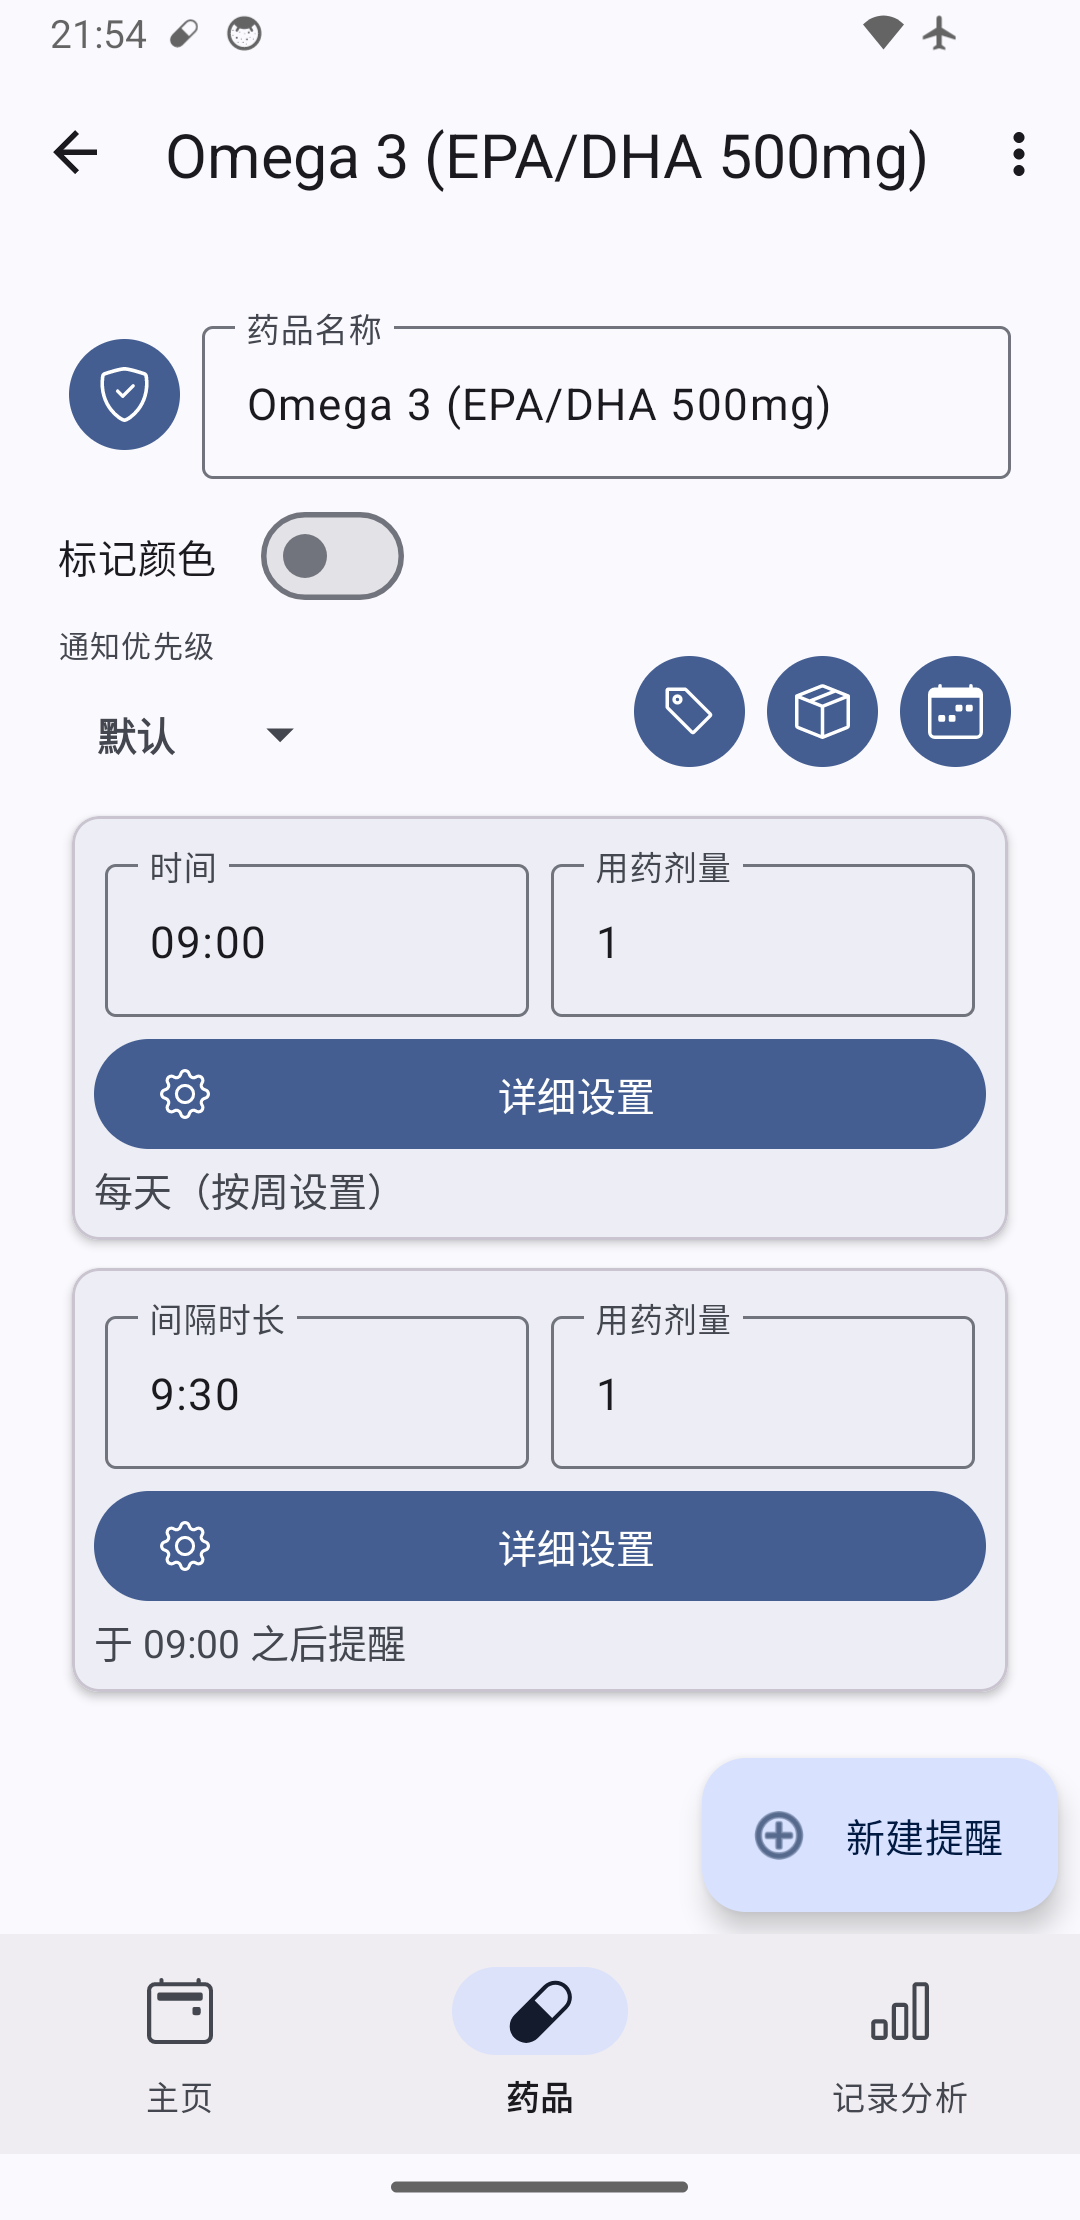 21:54
Omega 3 (EPA/DHA 500mg)
药品名称
Omega 3 (EPA/DHA 500mg)
标记颜色
通知优先级
默认
时间
用药剂量
09:00
1
详细设置
每天（按周设置）
间隔时长
用药剂量
9:30
1
详细设置
于 09:00 之后提醒
新建提醒
主页
药品
记录分析